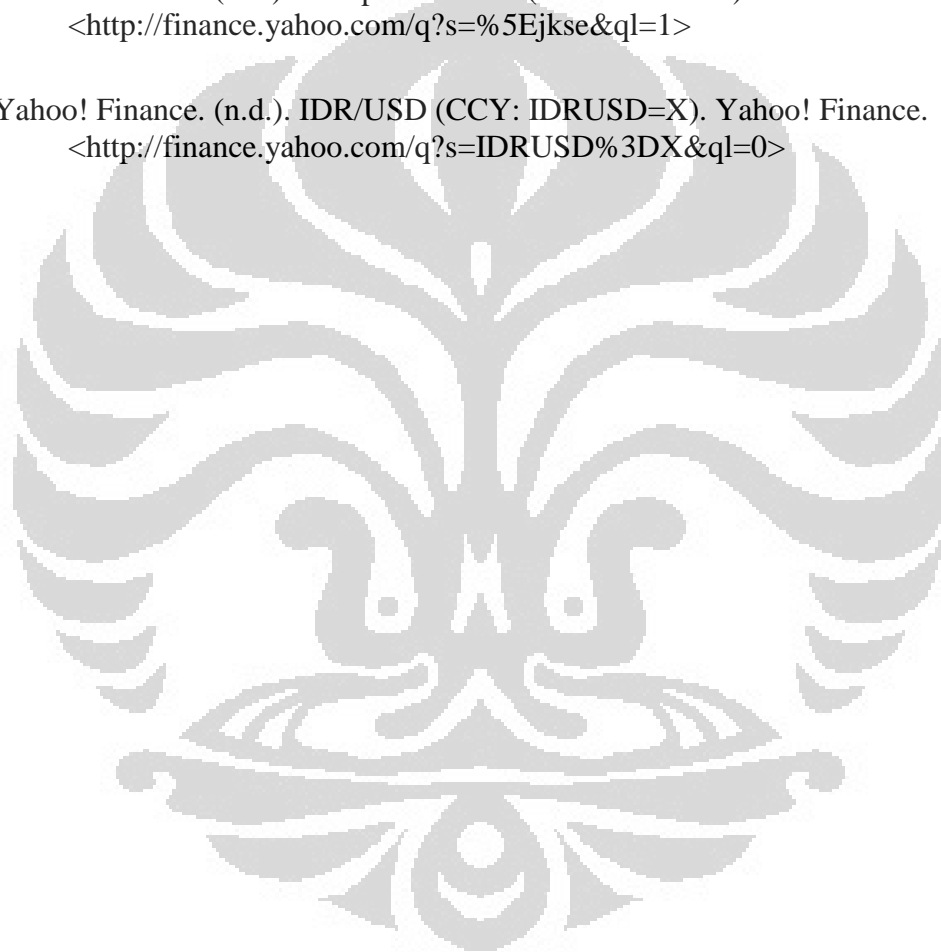 <http://finance.yahoo.com/q?s=%5Ejkse&ql=1>
Yahoo! Finance. (n.d.). IDR/USD (CCY: IDRUSD=X). Yahoo! Finance.
<http://finance.yahoo.com/q?s=IDRUSD%3DX&ql=0>